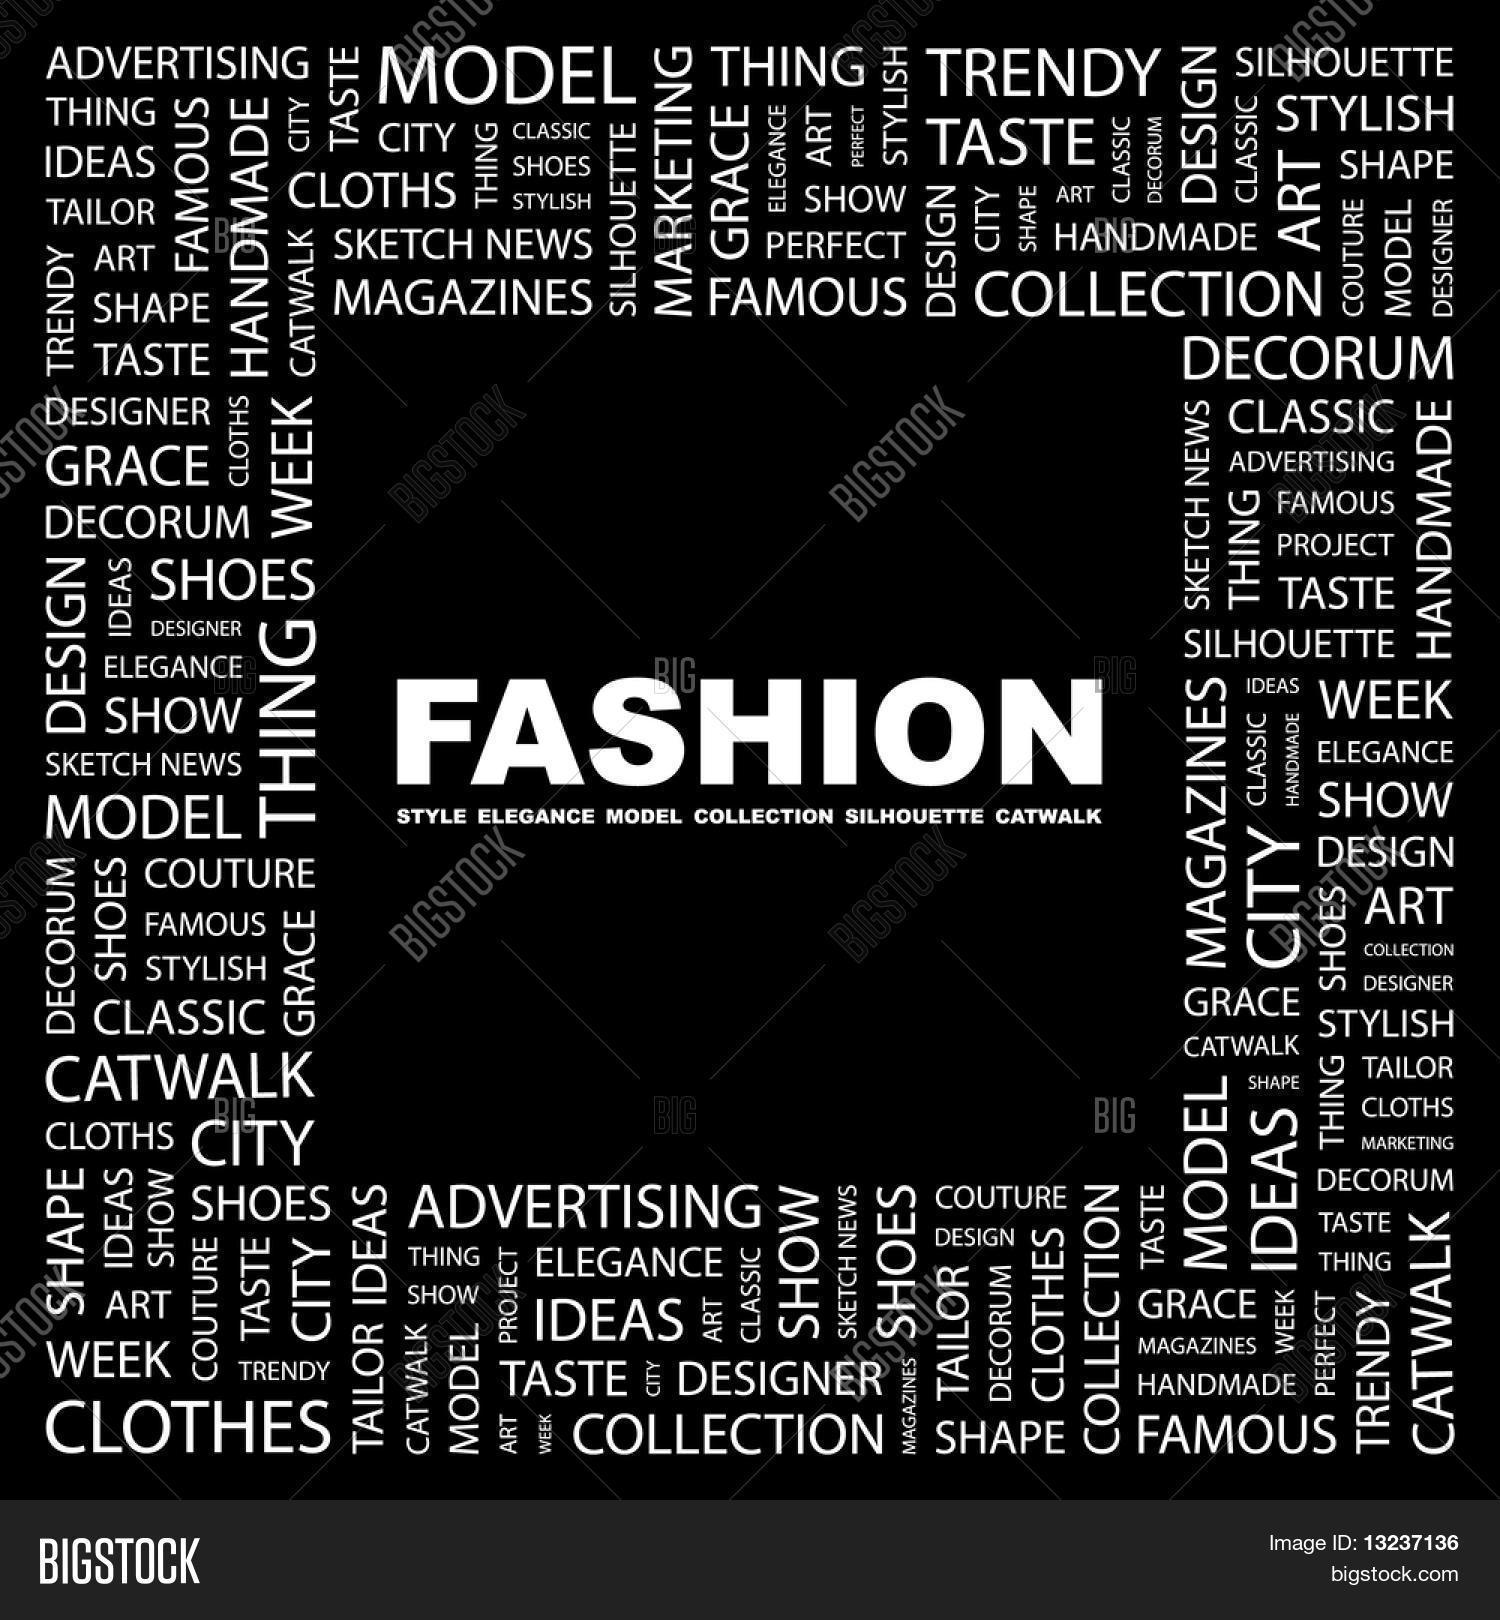 ADVERTISING
TASTE
MODEL
MARKETING
THING
STYLISH
TRENDY
DESIGN
SILHOUETTE
THING
FAMOUS
HANDMADE
CITY
CITY
THING
CLASSIC
SILHOUETTE
GRACE
ELEGANCE
ART
PERFECT
TASTE
CLASSIC
DECORUM
CLASSIC
STYLISH
IDEAS
CLOTHS
SHOES
ART
SHAPE
TAILOR
STYLISH
SHOW
DESIGN
CITY
SHAPE
ART
COUTURE
MODEL
DESIGNER
TRENDY
ART
CATWALK
SKETCH NEWS
PERFECT
HANDMADE
SHAPE
MAGAZINES
FAMOUS
COLLECTION
TASTE
DECORUM
DESIGNER
CLOTHS
WEEK
SKETCH NEWS
CLASSIC
HANDMADE
GRACE
ADVERTISING
THING
FAMOUS
DECORUM
PROJECT
DESIGN
IDEAS
SHOES
TASTE
DESIGNER
THING
SILHOUETTE
ELEGANCE
MAGAZINES
IDEAS
WEEK
SHOW
FASHION
CLASSIC
HANDMADE
ELEGANCE
SKETCH NEWS
SHOW
MODEL
STYLE ELEGANCE MODEL COLLECTION SILHOUETTE CATWALK
CITY
DESIGN
DECORUM
SHOES
COUTURE
SHOES
ART
FAMOUS
GRACE
COLLECTION
STYLISH
DESIGNER
CLASSIC
GRACE
STYLISH
CATWALK
CATWALK
THING
TAILOR
MODEL
SHAPE
CLOTHS
CLOTHS
CITY
IDEAS
MARKETING
SHAPE
IDEAS
SHOW
SHOES
TAILOR IDEAS
ADVERTISING
SHOW
SKETCH NEWS
SHOES
COUTURE
COLLECTION
TASTE
DECORUM
COUTURE
TASTE
CITY
THING
PROJECT
ELEGANCE
CLASSIC
DESIGN
CLOTHES
TASTE
CATWALK
ART
SHOW
IDEAS
ART
TAILOR
DECORUM
GRACE
WEEK
PERFECT
THING
TRENDY
WEEK
TRENDY
CATWALK
MODEL
TASTE
CITY
DESIGNER
MAGAZINES
MAGAZINES
HANDMADE
CLOTHES
ART
WEEK
COLLECTION
SHAPE
FAMOUS
BIGSTOCK
Image ID: 13237136
bigstock.com